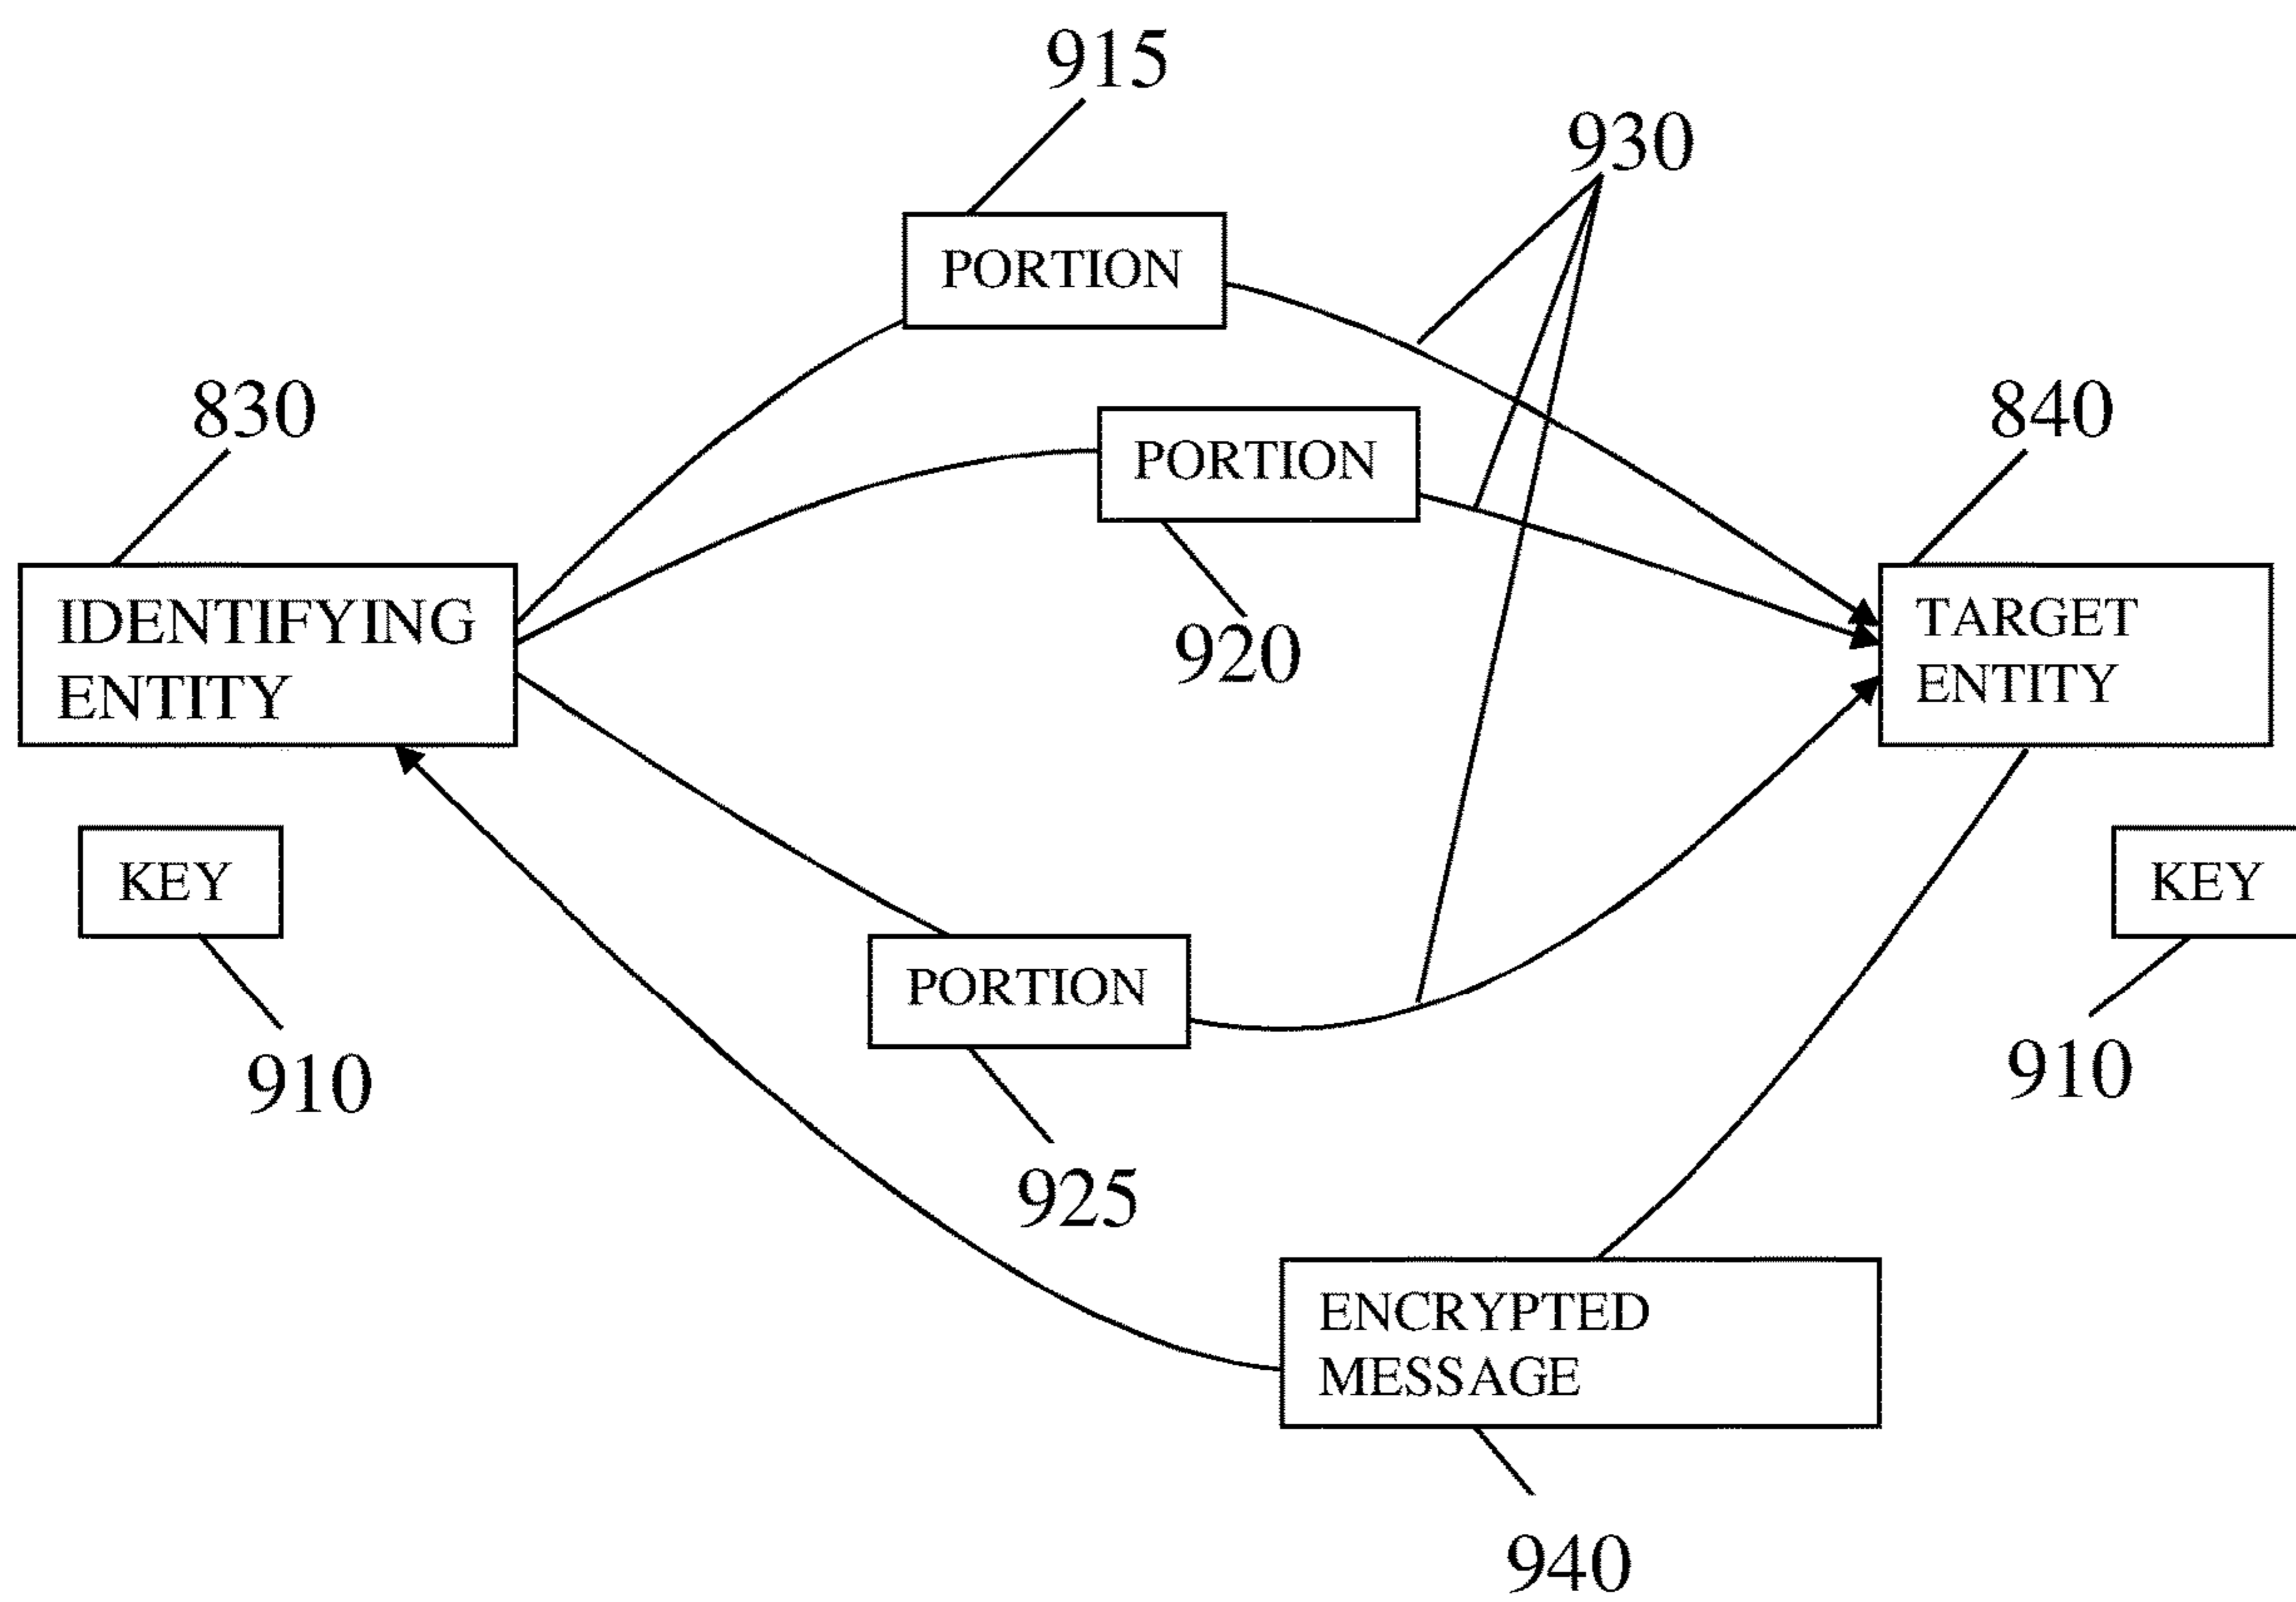 915
930
PORTION
830
840
PORTION
IDENTIFYING
ENTITY
920
TARGET
ENTITY
KEY
KEY
PORTION
910
910
925
ENCRYPTED
MESSAGE
940